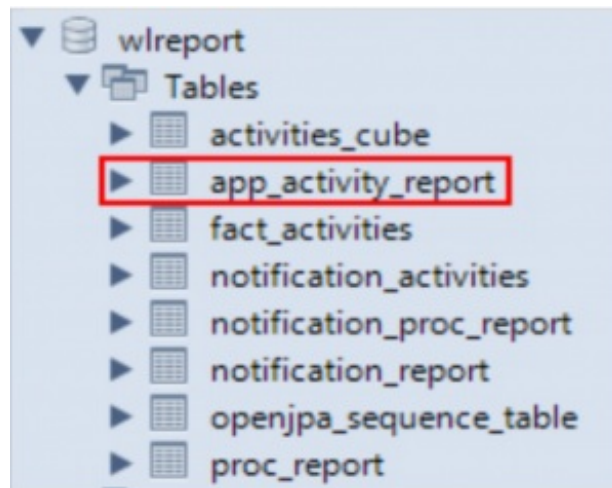 wlreport
Tables
activities_cube
app_activity_report
fact_activities
notification_activities
notification_proc_report
notification_report
openjpa_sequence_table
proc_report